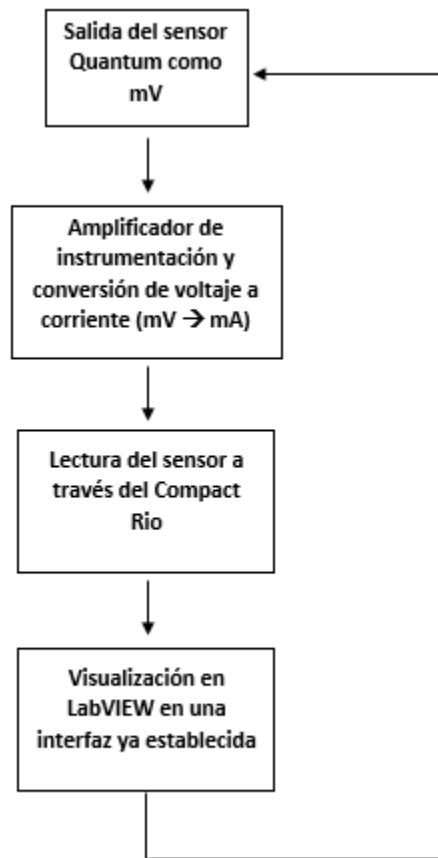 Salida del sensor
Quantum como
mV
Amplificador de
instrumentación y
conversión de voltaje a
corriente (mV → mA)
Lectura del sensor a
través del Compact
Rio
Visualización en
LabVIEW en una
interfaz ya establecida